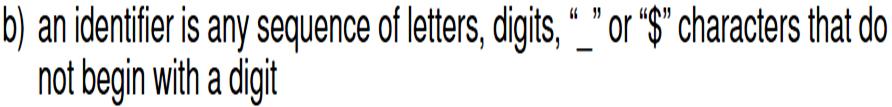 b) an identifier is any sequence of letters, digits, “_” or “$” characters that do
not begin with a digit